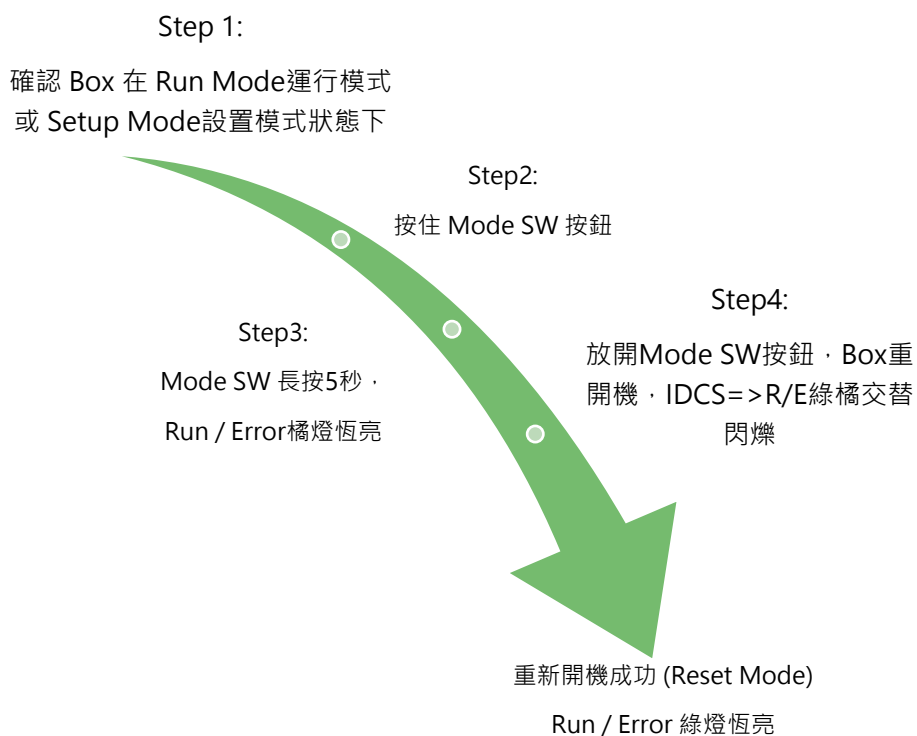 Step 1:
確認 Box 在 Run Mode運行模式
或 Setup Mode設置模式狀態下
Step2:
按住 Mode SW 按鈕
Step3:
Mode SW 長按5秒，
Run / Error橘燈恆亮
Step4:
放開Mode SW按鈕，Box重
開機，IDCS=>R/E綠橘交替
閃爍
重新開機成功 (Reset Mode)
Run / Error 綠燈恆亮